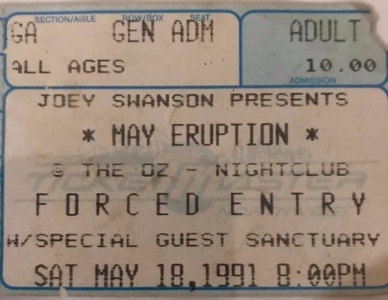 SECTION/AISLE ROW/BOX SEAT
GA GEN ADM ADULT
ALL AGES 10.00
ADMISSION
JOEY SWANSON PRESENTS
* MAY ERUPTION *
@ THE OZ - NIGHTCLUB
FORCED ENTRY
W/SPECIAL GUEST SANCTUARY
SAT MAY 18,1991 8:00PM